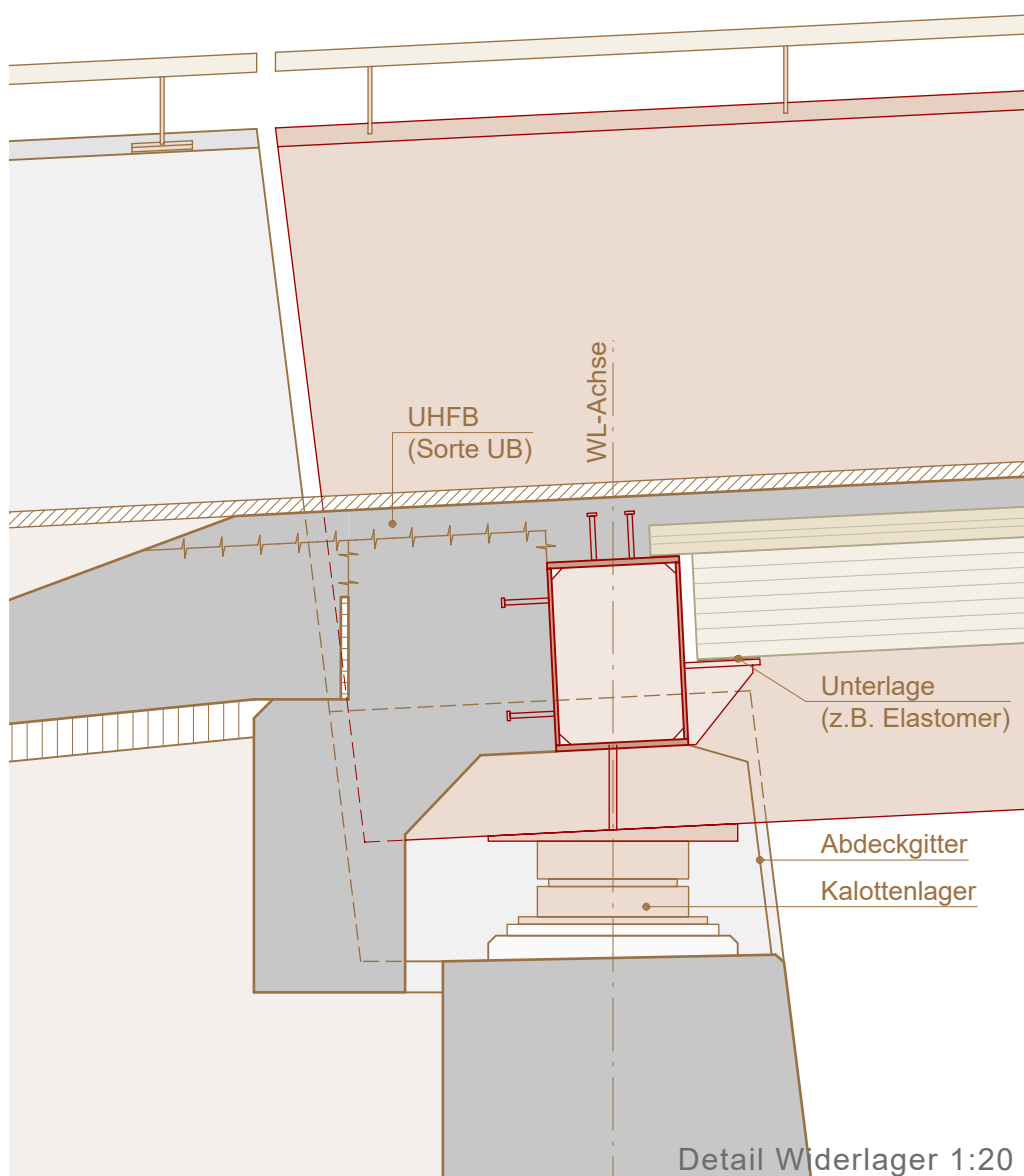 WL-Achse
UHFB
(Sorte UB)
Unterlage
(z.B. Elastomer)
Abdeckgitter
Kalottenlager
Detail Widerlager 1:20